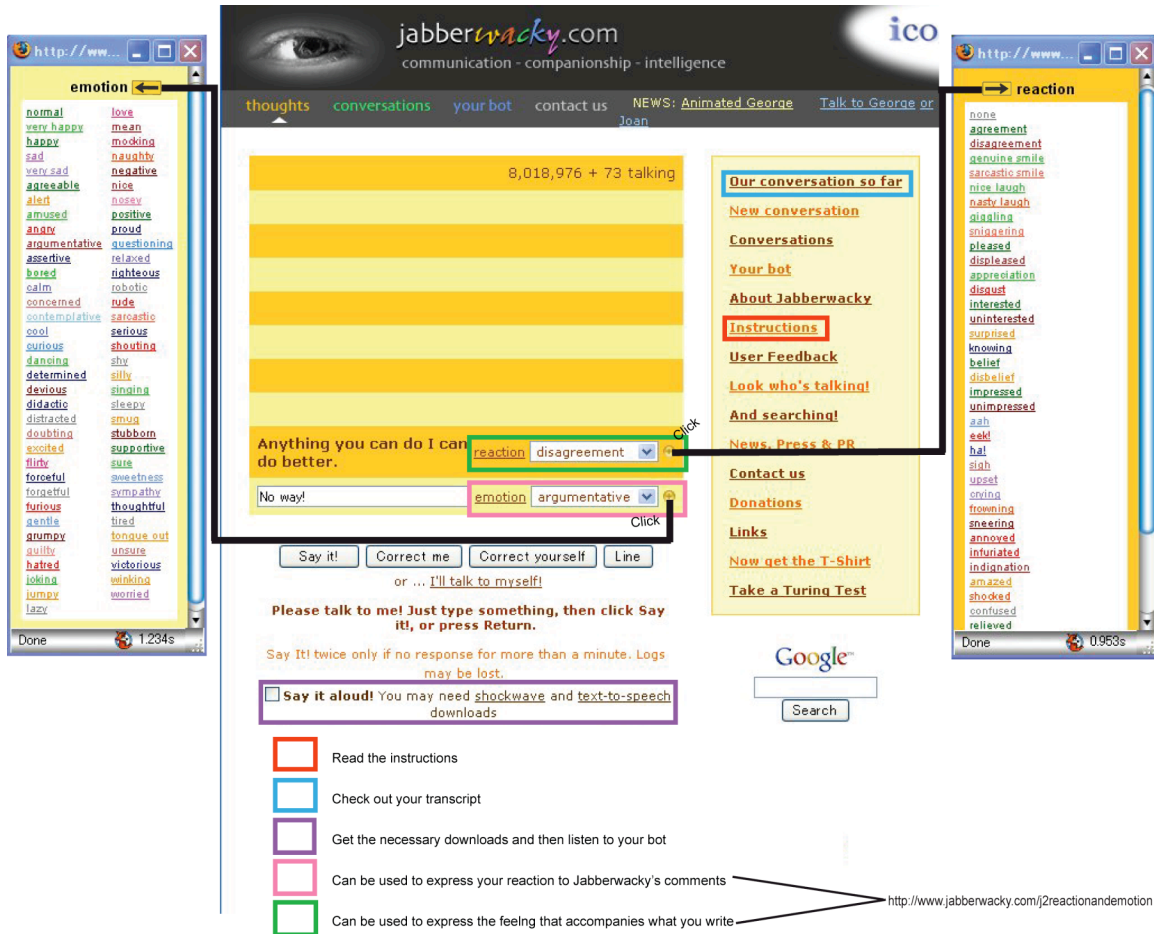 http://ww...
emotion
normal love
very happy mean
happy mocking
sad naughty
very sad negative
agreeable nice
alert nosey
amused positive
angry proud
argumentative questioning
assertive relaxed
bored righteous
calm robotic
concerned rude
contemplative sarcastic
cool serious
curious shouting
dancing shy
determined silly
devious singing
didactic sleepy
distracted smug
doubting stubborn
excited supportive
flirty sure
forceful sweetness
forgetful sympathy
furious thoughtful
gentle tired
grumpy tongue out
guilty unsure
hatred victorious
joking winking
jumpy worried
lazy
Done 1.234s
jabberwacky.com
communication - companionship - intelligence
ico
thoughts conversations your bot contact us NEWS: Animated George Talk to George or
Joan
8,018,976 + 73 talking
Anything you can do I can
do better.
reaction disagreement
Click
No way! emotion argumentative
Click
Say it! Correct me Correct yourself Line
or ... I'll talk to myself!
Please talk to me! Just type something, then click Say
it!, or press Return.
Say It! twice only if no response for more than a minute. Logs
may be lost.
Say it aloud! You may need shockwave and text-to-speech
downloads
Our conversation so far
New conversation
Conversations
Your bot
About Jabberwacky
Instructions
User Feedback
Look who's talking!
And searching!
News, Press & PR
Contact us
Donations
Links
Now get the T-Shirt
Take a Turing Test
Google
Search
http://www...
reaction
none
agreement
disagreement
genuine smile
sarcastic smile
nice laugh
nasty laugh
giggling
sniggering
pleased
displeased
appreciation
disgust
interested
uninterested
surprised
knowing
belief
disbelief
impressed
unimpressed
aah
eek!
ha!
sigh
upset
crying
frowning
sneering
annoyed
infuriated
indignation
amazed
shocked
confused
relieved
Done 0.953s
Read the instructions
Check out your transcript
Get the necessary downloads and then listen to your bot
Can be used to express your reaction to Jabberwacky's comments
Can be used to express the feelng that accompanies what you write
http://www.jabberwacky.com/j2reactionandemotion